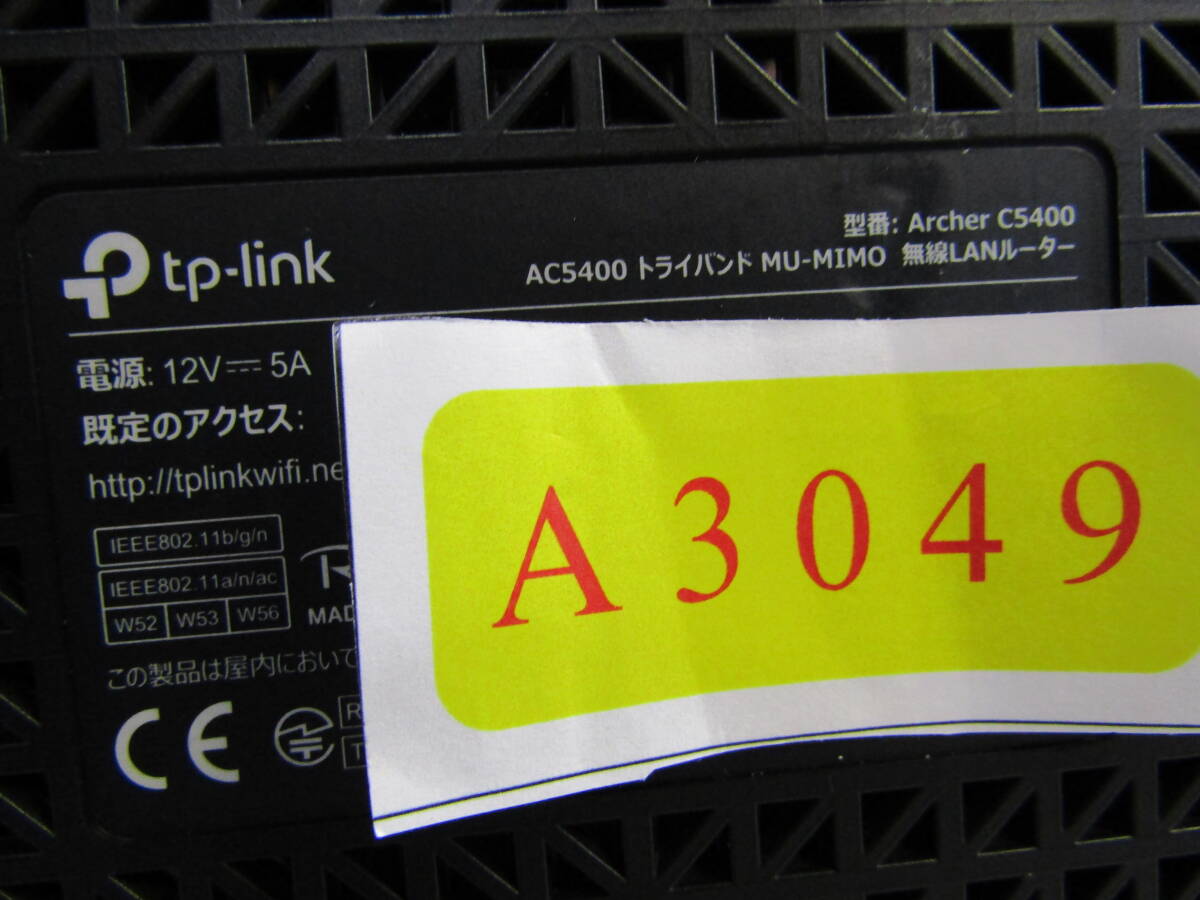 tp-link
型番: Archer C5400
AC5400 トライバンド MU-MIMO 無線LANルーター
電源: 12V 5A
既定のアクセス:
http://tplinkwifi.ne
A3049
IEEE802.11b/g/n
IEEE802.11a/n/ac
W52 W53 W56
R
MAD
この製品は屋内において
CE
R
T